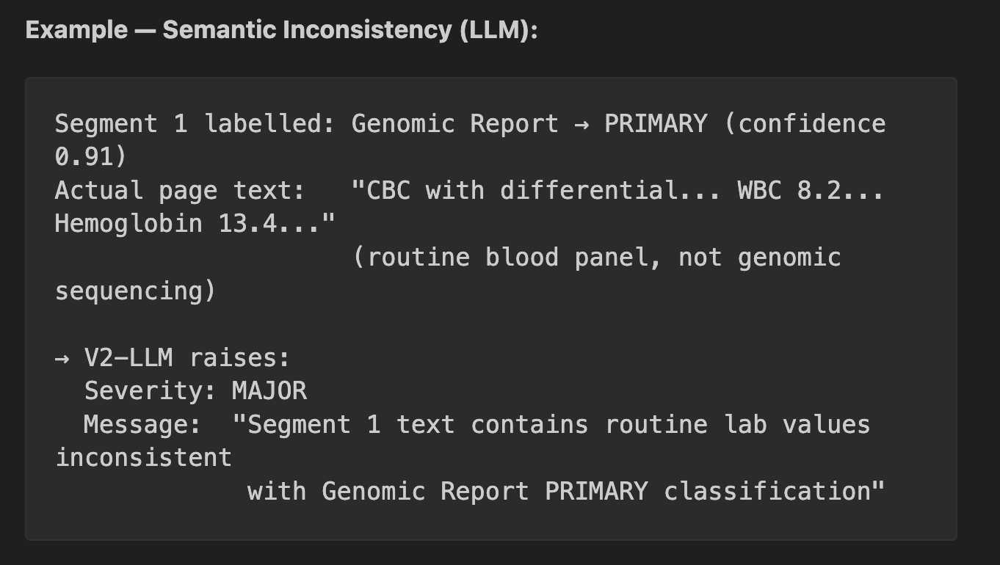 Example — Semantic Inconsistency (LLM):
Segment 1 labelled: Genomic Report → PRIMARY (confidence
0.91)
Actual page text:   "CBC with differential... WBC 8.2...
Hemoglobin 13.4..."
                    (routine blood panel, not genomic
sequencing)
→ V2—LLM raises:
  Severity: MAJOR
  Message:  "Segment 1 text contains routine lab values
inconsistent
             with Genomic Report PRIMARY classification"